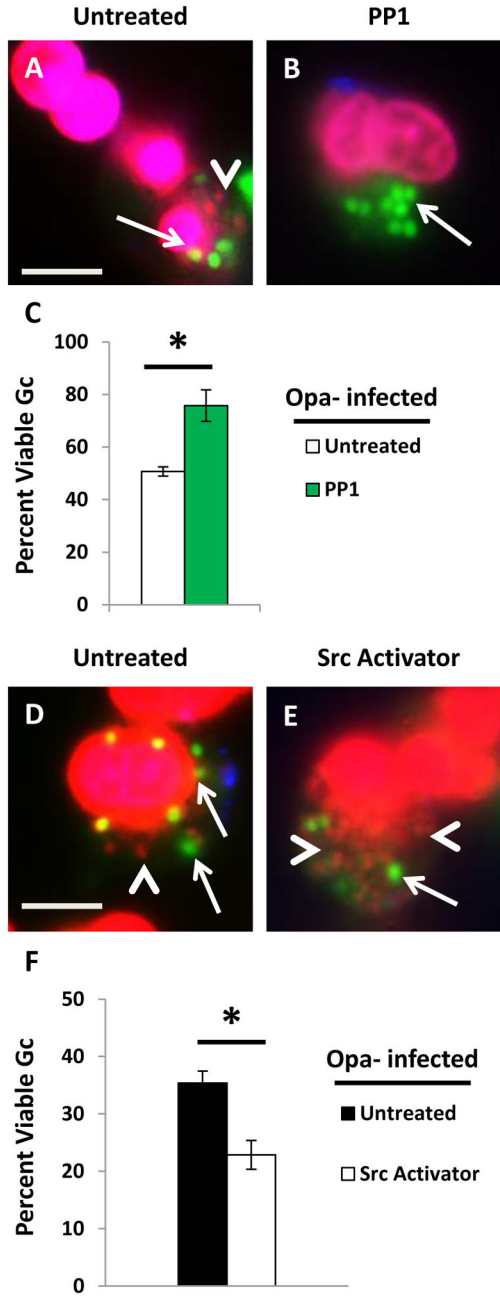 Untreated
PP1
A
B
C
*
100
80
60
40
20
0
Percent Viable Gc
Opa- infected
Untreated
PP1
Untreated
Src Activator
D
E
F
*
50
40
30
20
10
0
Percent Viable Gc
Opa- infected
Untreated
Src Activator